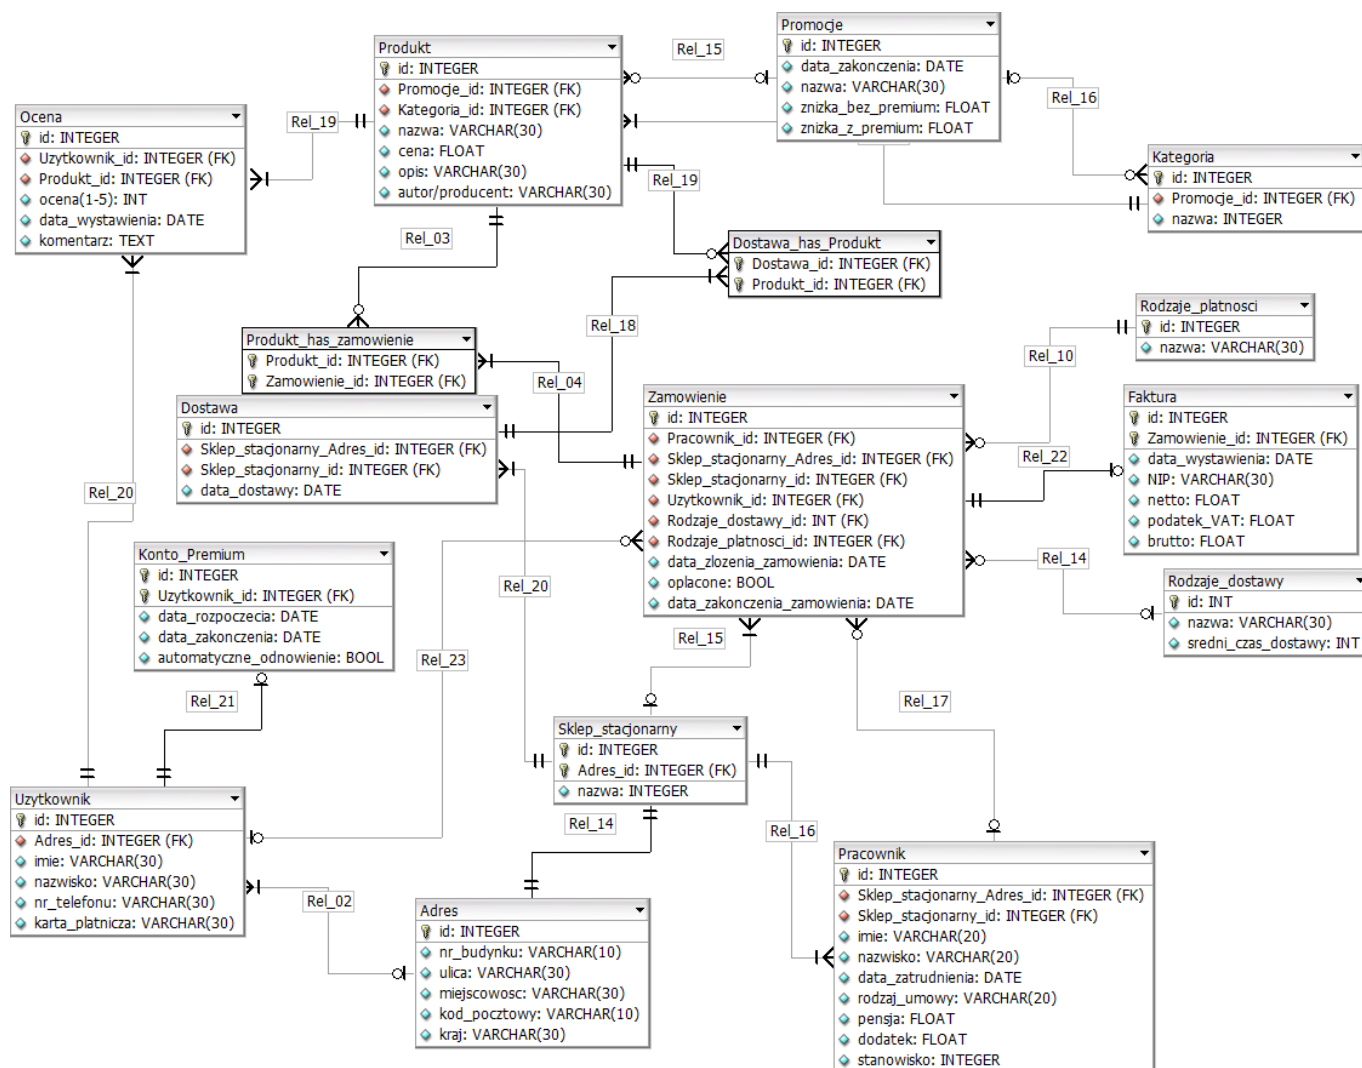 Promocje
id: INTEGER
data_zakonczenia: DATE
nazwa: VARCHAR(30)
znizka_bez_premium: FLOAT
znizka_z_premium: FLOAT
Rel_15
Produkt
id: INTEGER
Promocje_id: INTEGER (FK)
Kategoria_id: INTEGER (FK)
nazwa: VARCHAR(30)
cena: FLOAT
opis: VARCHAR(30)
autor/producent: VARCHAR(30)
Rel_16
Ocena
id: INTEGER
Uzytkownik_id: INTEGER (FK)
Produkt_id: INTEGER (FK)
ocena(1-5): INT
data_wystawienia: DATE
komentarz: TEXT
Rel_19
Kategoria
id: INTEGER
Promocje_id: INTEGER (FK)
nazwa: INTEGER
Rel_19
Rel_03
Dostawa_has_Produkt
Dostawa_id: INTEGER (FK)
Produkt_id: INTEGER (FK)
Rel_18
Rodzaje_platnosci
id: INTEGER
nazwa: VARCHAR(30)
Rel_10
Produkt_has_zamowienie
Produkt_id: INTEGER (FK)
Zamowienie_id: INTEGER (FK)
Rel_04
Dostawa
id: INTEGER
Sklep_stacjonarny_Adres_id: INTEGER (FK)
Sklep_stacjonarny_id: INTEGER (FK)
data_dostawy: DATE
Zamowienie
id: INTEGER
Pracownik_id: INTEGER (FK)
Sklep_stacjonarny_Adres_id: INTEGER (FK)
Sklep_stacjonarny_id: INTEGER (FK)
Uzytkownik_id: INTEGER (FK)
Rodzaje_dostawy_id: INT (FK)
Rodzaje_platnosci_id: INTEGER (FK)
data_zlozenia_zamowienia: DATE
oplacone: BOOL
data_zakonczenia_zamowienia: DATE
Faktura
id: INTEGER
Zamowienie_id: INTEGER (FK)
data_wystawienia: DATE
NIP: VARCHAR(30)
netto: FLOAT
podatek_VAT: FLOAT
brutto: FLOAT
Rel_22
Rel_20
Rel_14
Rodzaje_dostawy
id: INT
nazwa: VARCHAR(30)
sredni_czas_dostawy: INT
Konto_Premium
id: INTEGER
Uzytkownik_id: INTEGER (FK)
data_rozpoczecia: DATE
data_zakonczenia: DATE
automatyczne_odnowienie: BOOL
Rel_20
Rel_15
Rel_23
Rel_21
Rel_17
Sklep_stacjonarny
id: INTEGER
Adres_id: INTEGER (FK)
nazwa: INTEGER
Rel_14
Rel_16
Uzytkownik
id: INTEGER
Adres_id: INTEGER (FK)
imie: VARCHAR(30)
nazwisko: VARCHAR(30)
nr_telefonu: VARCHAR(30)
karta_platnicza: VARCHAR(30)
Rel_02
Adres
id: INTEGER
nr_budynku: VARCHAR(10)
ulica: VARCHAR(30)
miejscowosc: VARCHAR(30)
kod_pocztowy: VARCHAR(10)
kraj: VARCHAR(30)
Pracownik
id: INTEGER
Sklep_stacjonarny_Adres_id: INTEGER (FK)
Sklep_stacjonarny_id: INTEGER (FK)
imie: VARCHAR(20)
nazwisko: VARCHAR(20)
data_zatrudnienia: DATE
rodzaj_umowy: VARCHAR(20)
pensja: FLOAT
dodatek: FLOAT
stanowisko: INTEGER